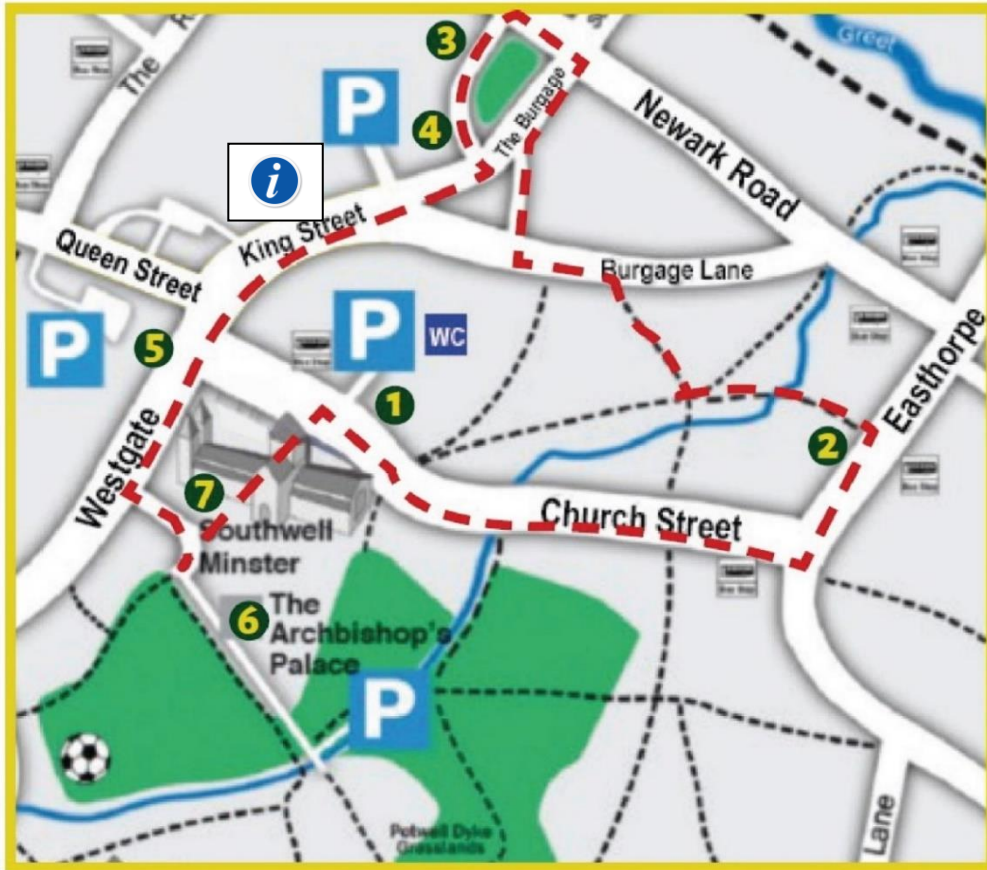 The
Greet
3
The Burgage
P
4
Newark Road
i
King Street
Queen Street
Burgage Lane
P
WC
P
5
1
Easthorpe
2
Westgate
7
Church Street
Southwell
Minster
6
The
Archbishop's
Palace
P
Potwell Dyke
Grasslands
Lane